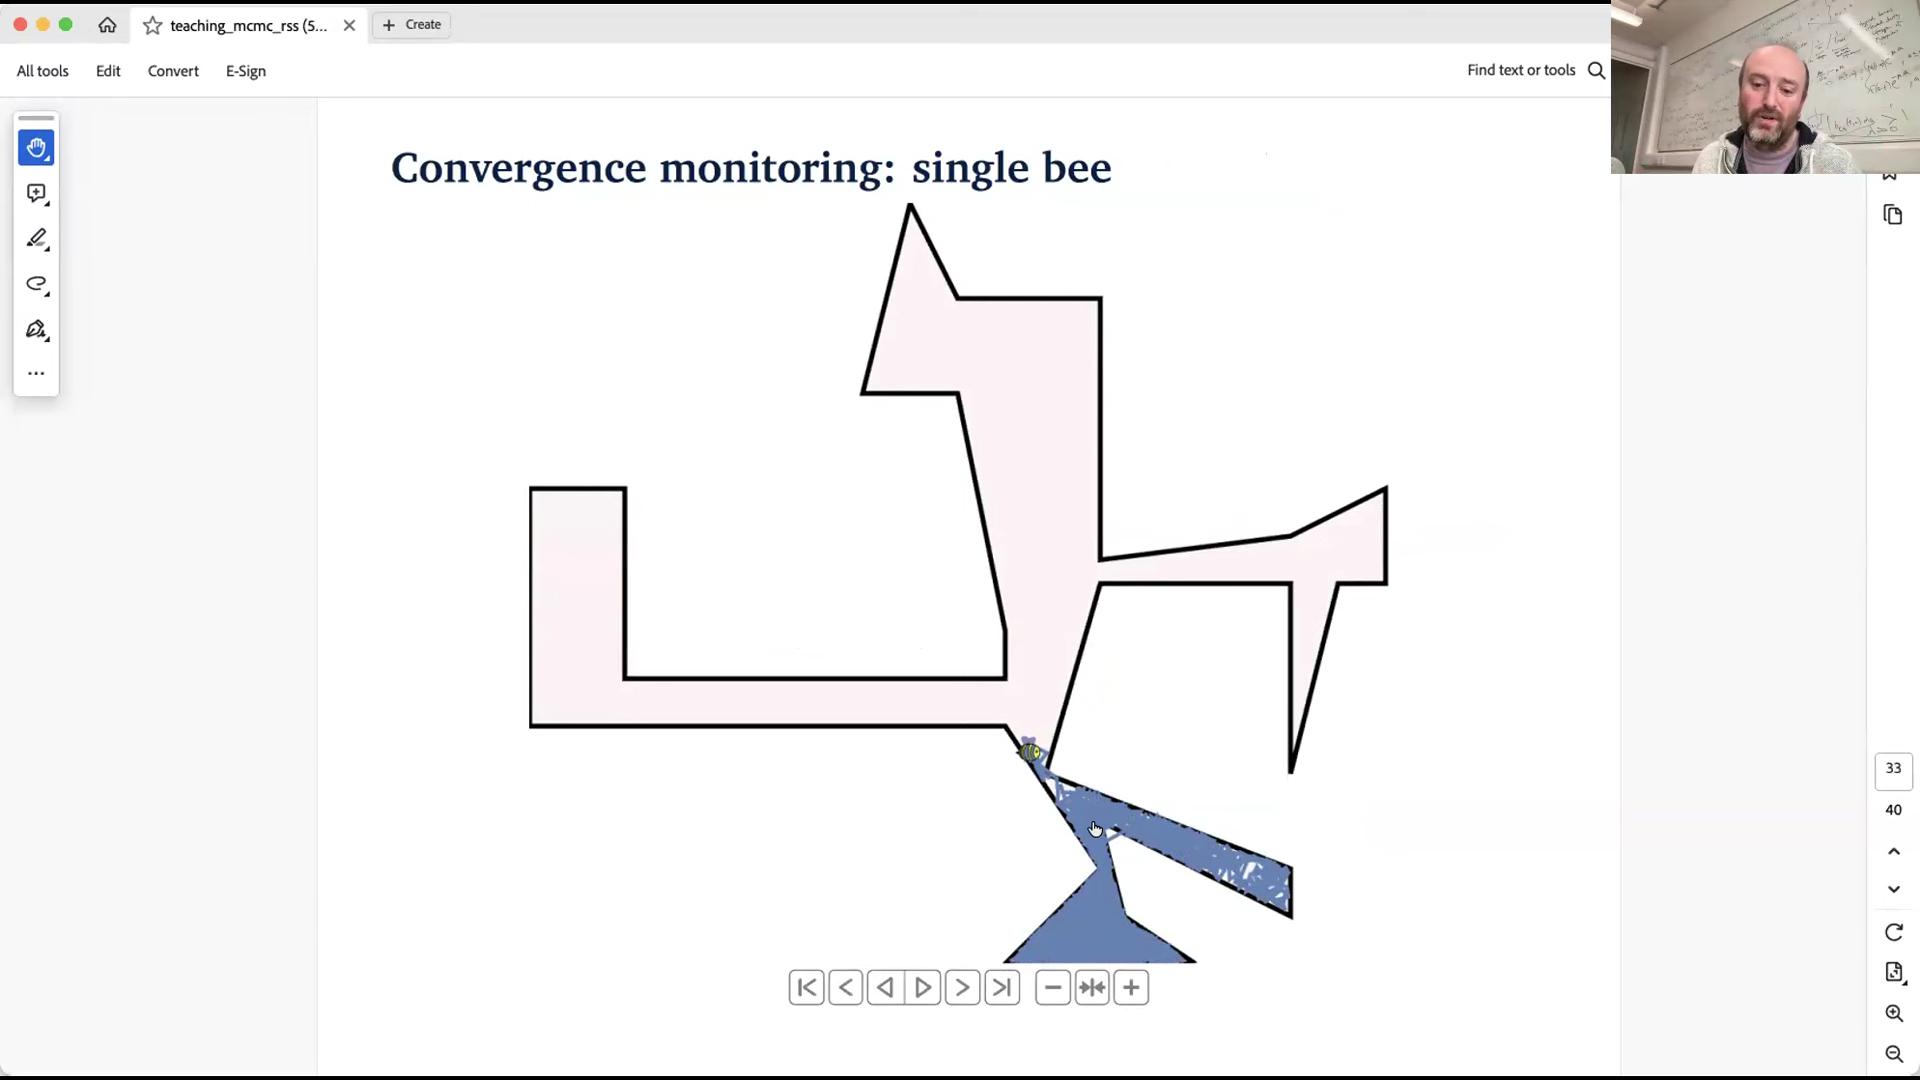 teaching_mcmc_rss (5...
Create
All tools
Edit
Convert
E-Sign
Find text or tools
Convergence monitoring: single bee
33
40